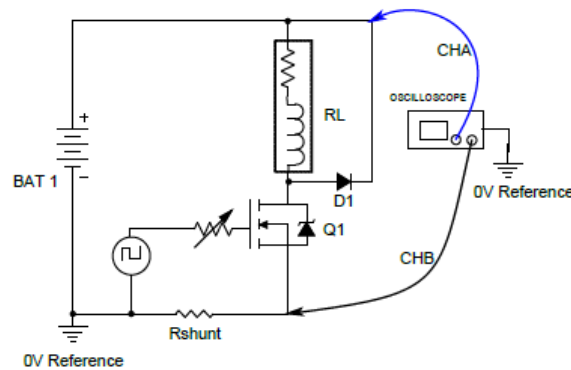 CHA
OSCILLOSCOPE
RL
+
BAT 1
-
0V Reference
D1
Q1
CHB
Rshunt
0V Reference